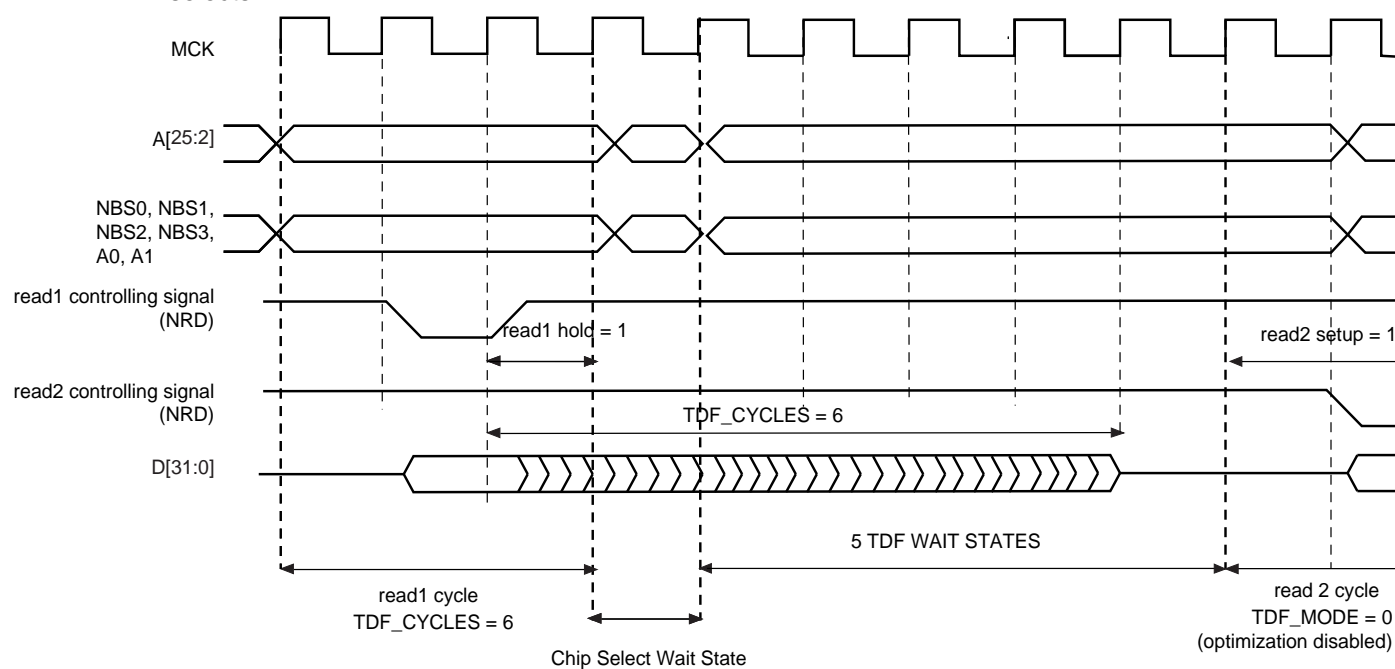 MCK
A[25:2]
NBS0, NBS1,
NBS2, NBS3,
A0, A1
read1 controlling signal
(NRD)
read1 hold = 1
read2 setup = 1
read2 controlling signal
(NRD)
TDF_CYCLES = 6
D[31:0]
5 TDF WAIT STATES
read1 cycle
TDF_CYCLES = 6
Chip Select Wait State
read 2 cycle
TDF_MODE = 0
(optimization disabled)